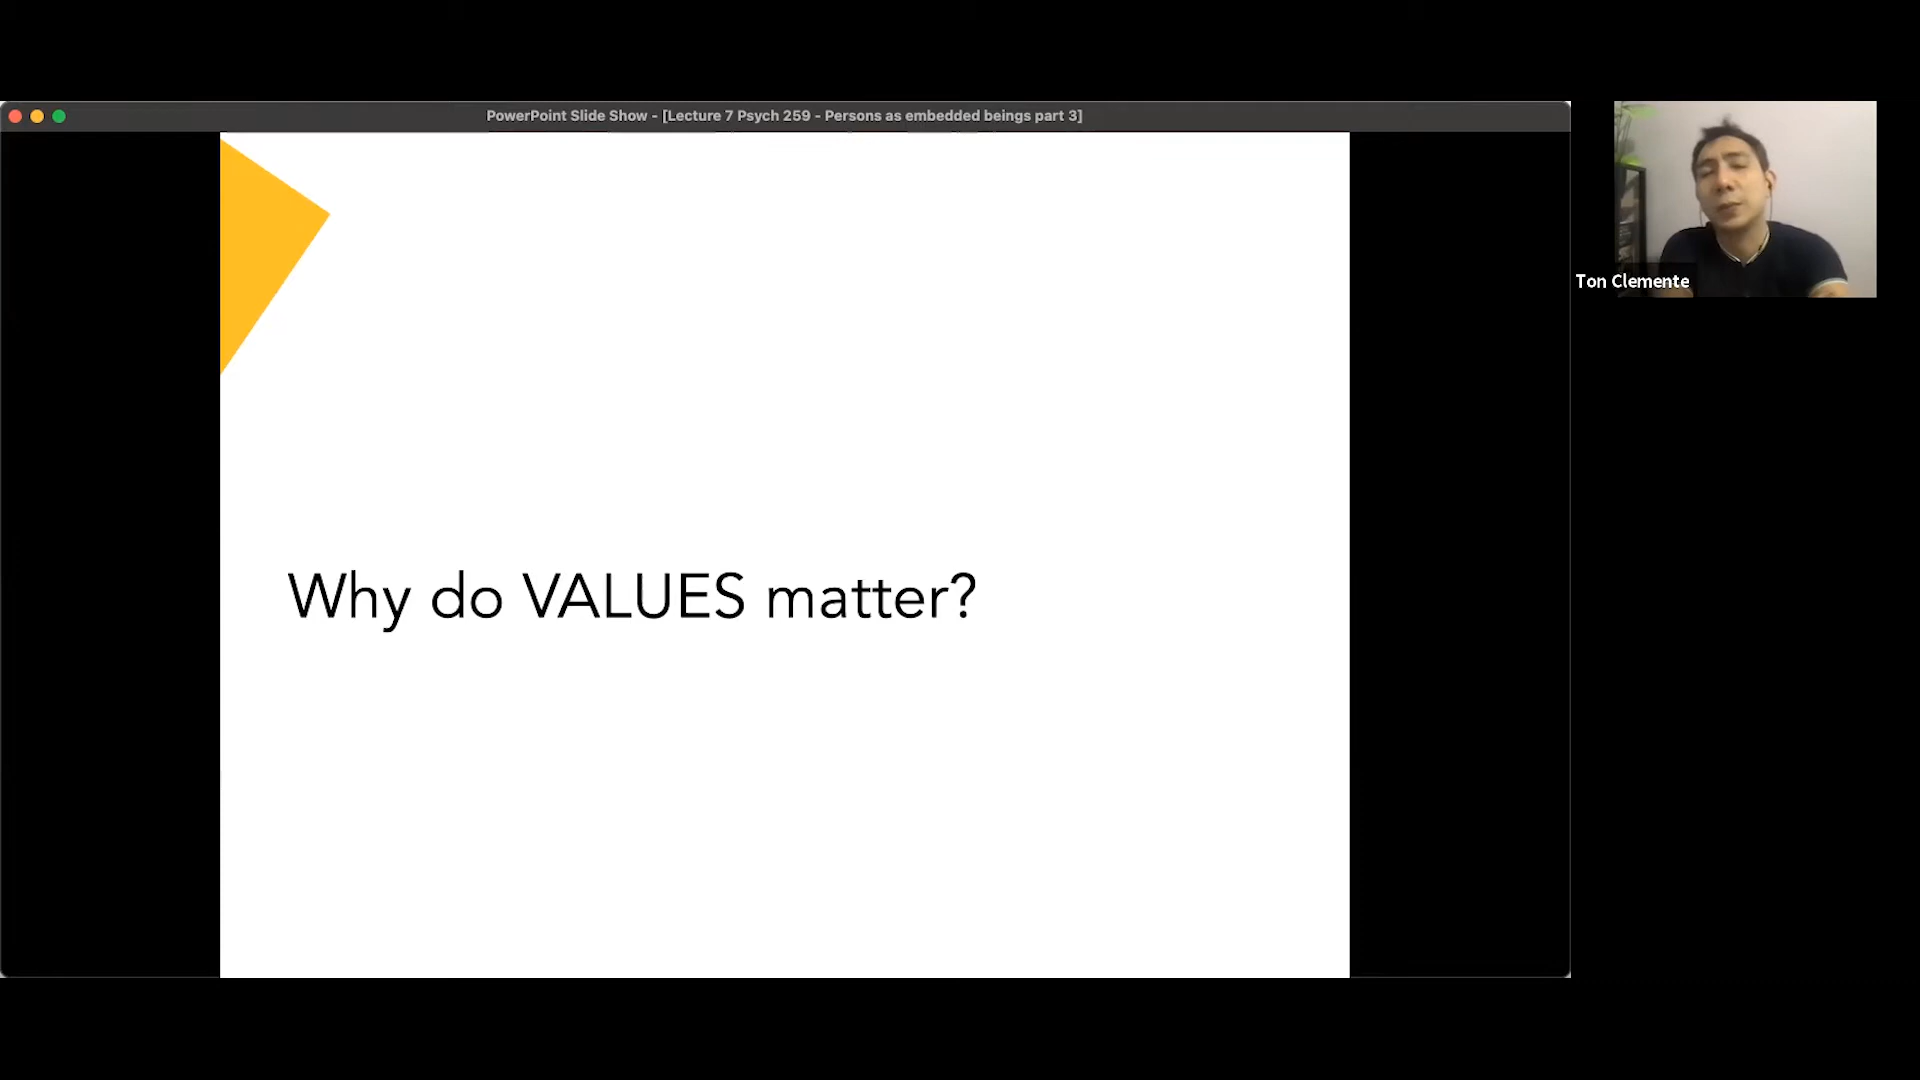 PowerPoint Slide Show - [Lecture 7 Psych 259 - Persons as embedded beings part 3]
Ton Clemente
Why do VALUES matter?